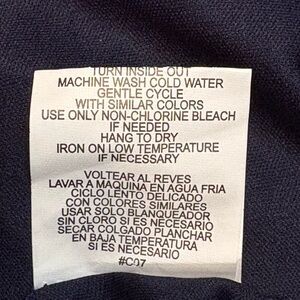 TURN INSIDE OUT
MACHINE WASH COLD WATER
GENTLE CYCLE
WITH SIMILAR COLORS
USE ONLY NON-CHLORINE BLEACH
IF NEEDED
HANG TO DRY
IRON ON LOW TEMPERATURE
IF NECESSARY
VOLTEAR AL REVES
LAVAR A MAQUINA EN AGUA FRIA
CICLO LENTO DELICADO
CON COLORES SIMILARES
USAR SOLO BLANQUEADOR
SIN CLORO SI ES NECESARIO
SECAR COLGADO PLANCHAR
EN BAJA TEMPERATURA
SI ES NECESARIO
#C07